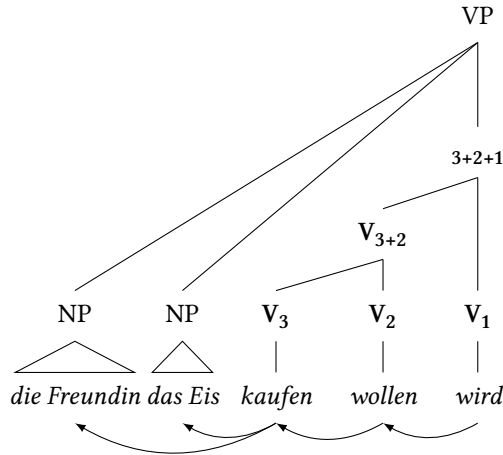 VP
3+2+1
V3+2
NP NP V3 V2 V1
die Freundin das Eis kaufen wollen wird